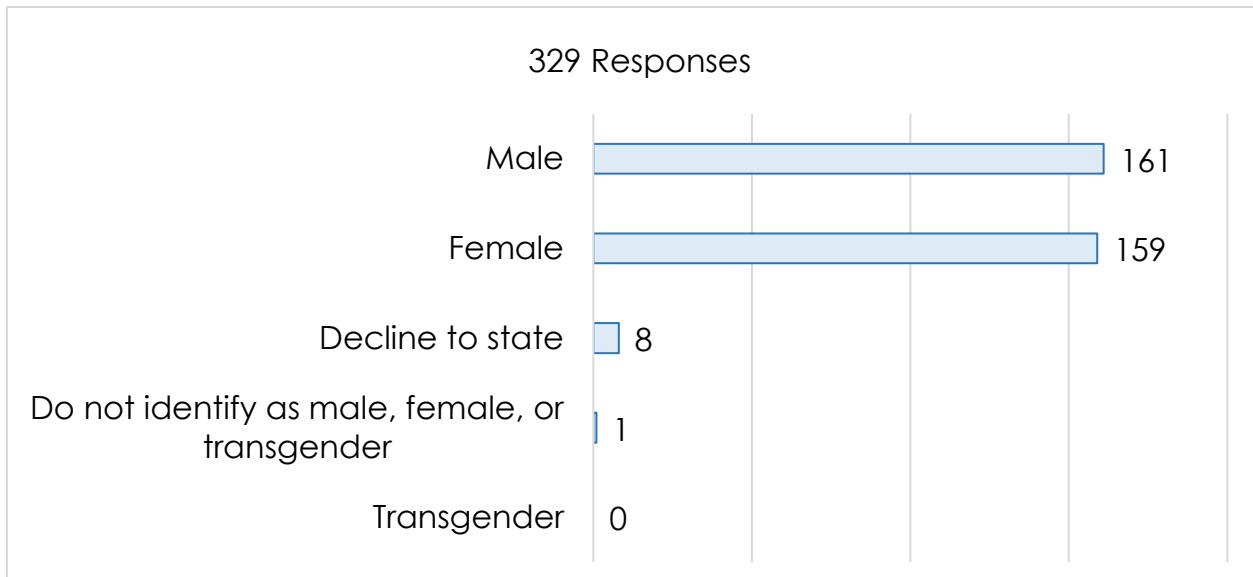 329 Responses
Male 161
Female 159
Decline to state 8
Do not identify as male, female, or
transgender 1
Transgender 0